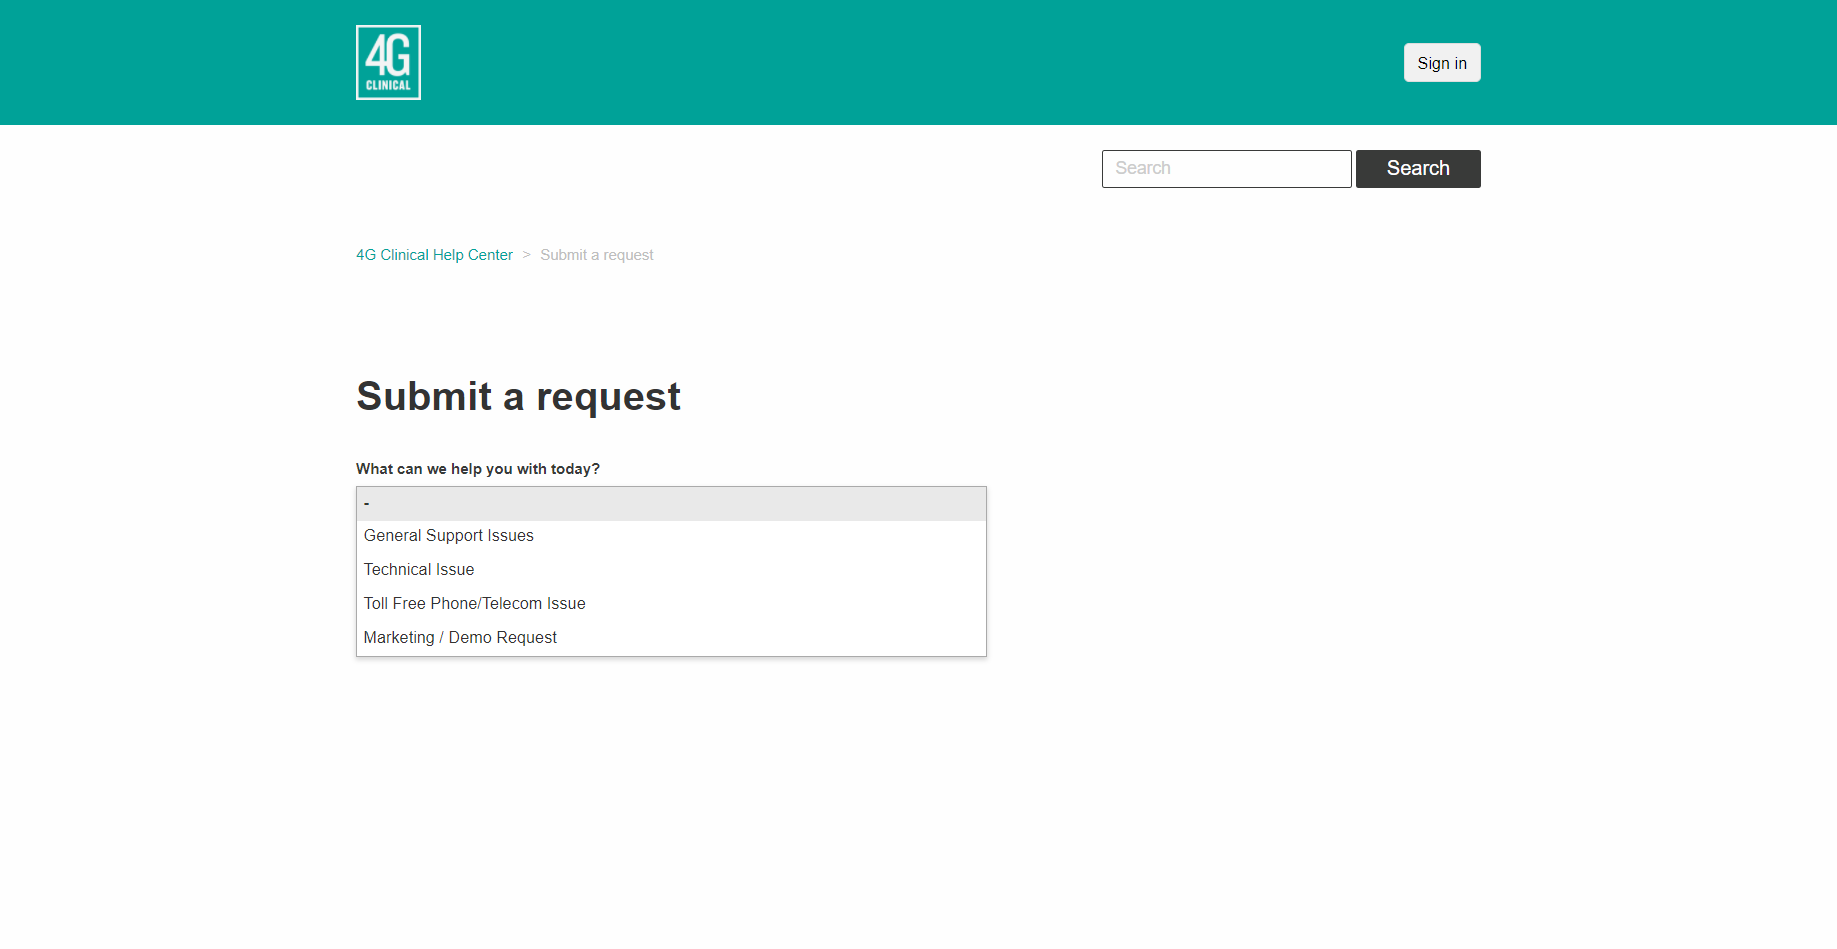 4G
CLINICAL
Sign in
Search
Search
4G Clinical Help Center > Submit a request
Submit a request
What can we help you with today?
-
General Support Issues
Technical Issue
Toll Free Phone/Telecom Issue
Marketing / Demo Request